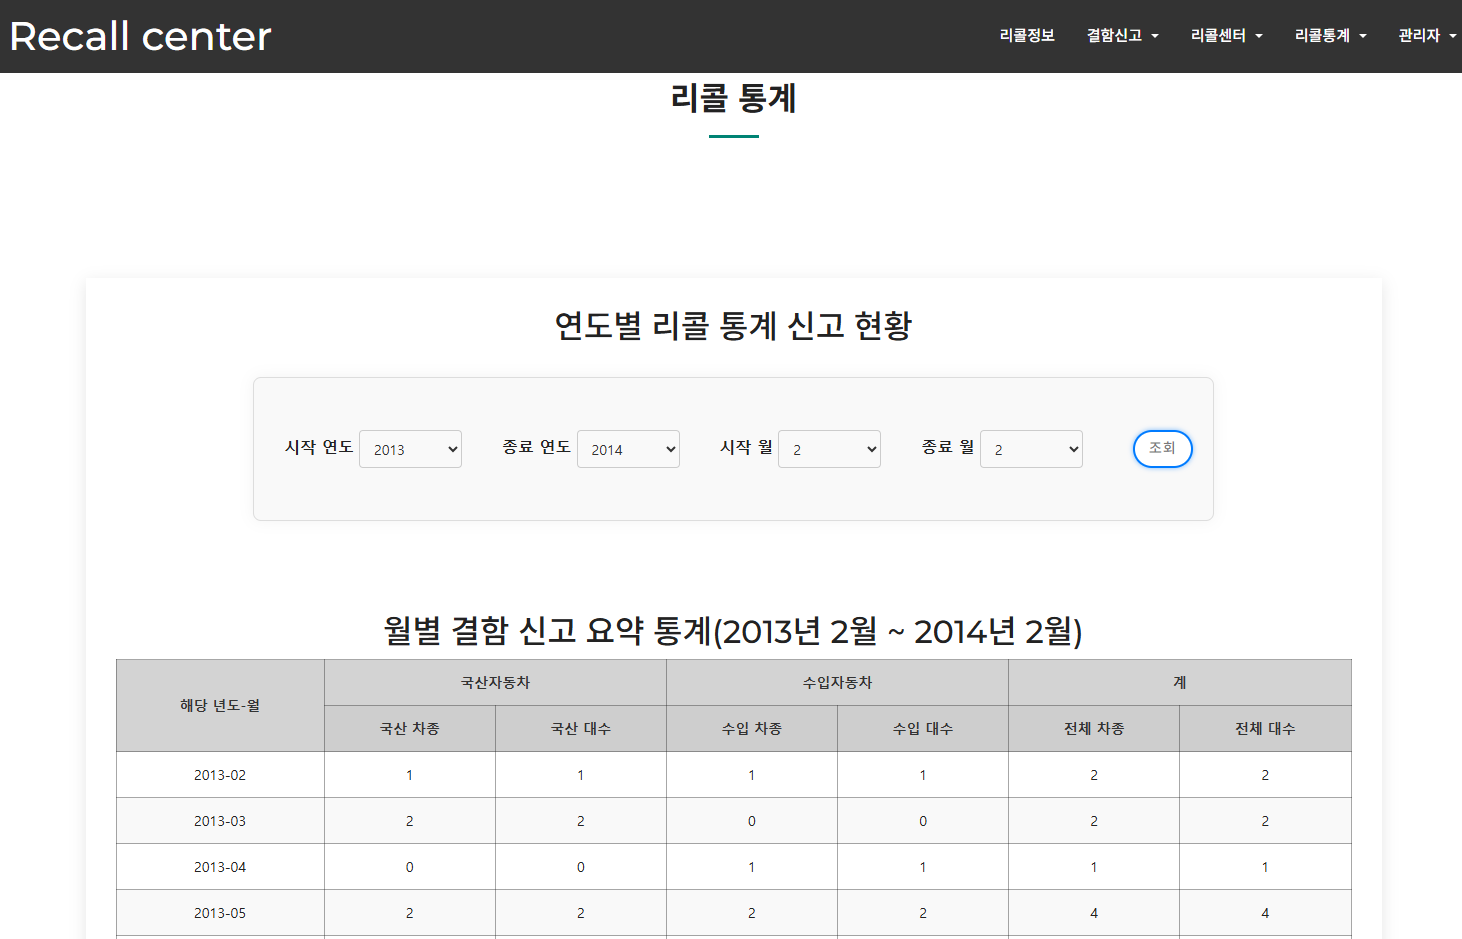 Recall center 리콜정보 결함신고 리콜센터 리콜통계 관리자
리콜 통계
연도별 리콜 통계 신고 현황
시작 연도 2013 종료 연도 2014 시작 월 2 종료 월 2 조회
월별 결함 신고 요약 통계(2013년 2월 ~ 2014년 2월)
해당 년도-월 국산자동차 수입자동차 계
국산 차종 국산 대수 수입 차종 수입 대수 전체 차종 전체 대수
2013-02 1 1 1 1 2 2
2013-03 2 2 0 0 2 2
2013-04 0 0 1 1 1 1
2013-05 2 2 2 2 4 4